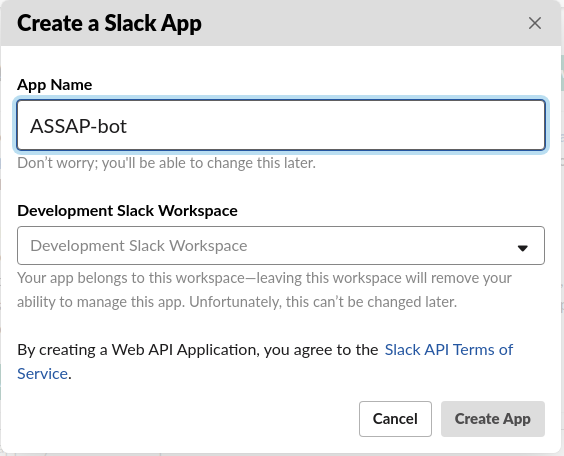 Create a Slack App
App Name
ASSAP-bot
Don't worry; you'll be able to change this later.
Development Slack Workspace
Development Slack Workspace
Your app belongs to this workspace—leaving this workspace will remove your
ability to manage this app. Unfortunately, this can't be changed later.
By creating a Web API Application, you agree to the Slack API Terms of
Service.
Cancel
Create App